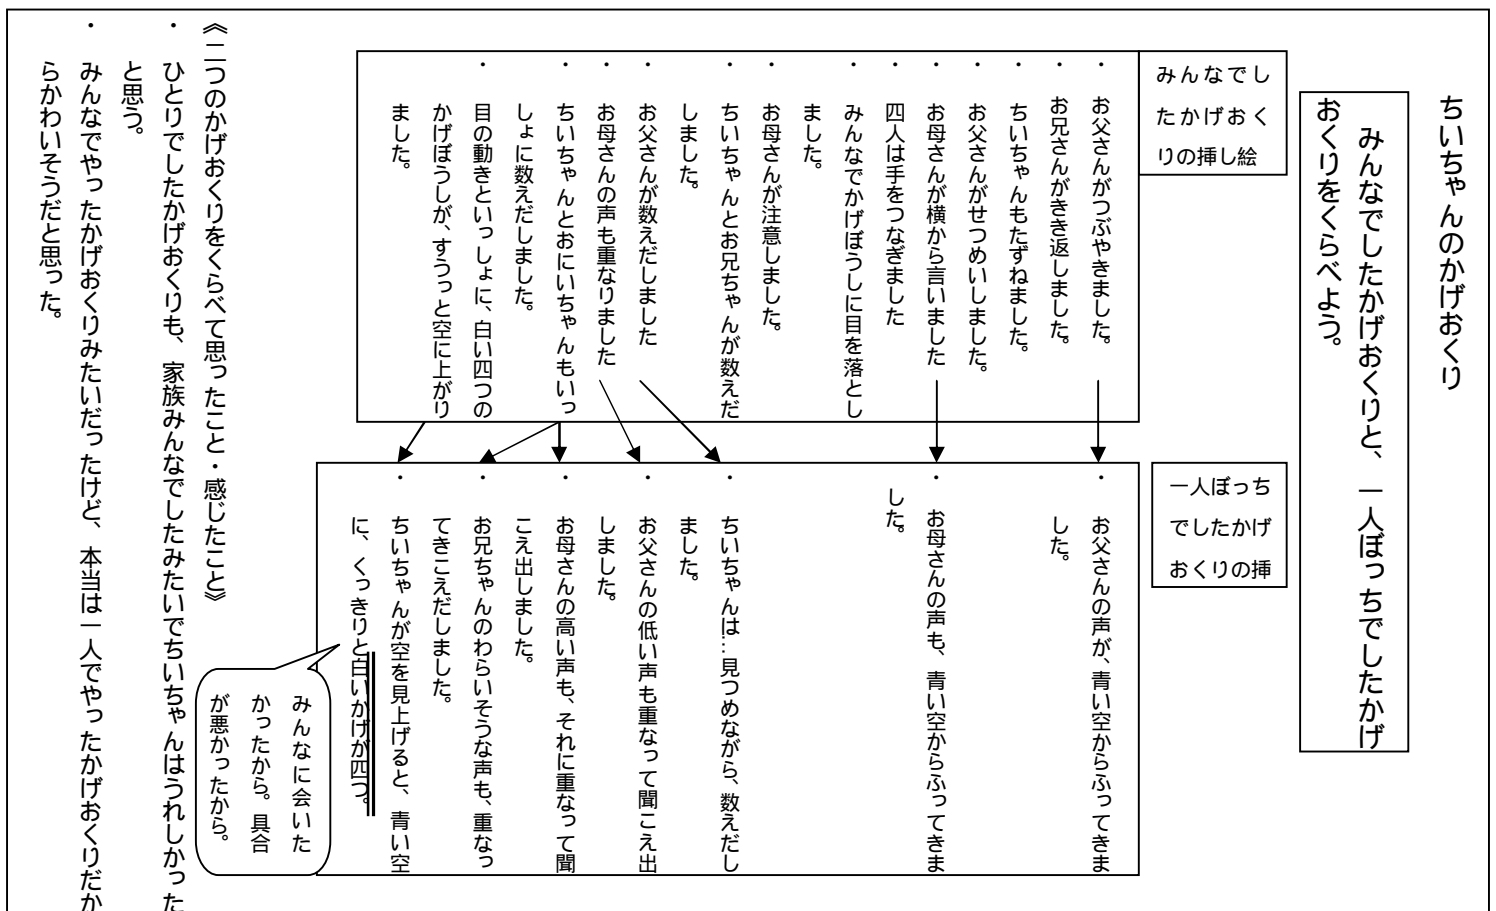 ちいちゃんのかげおくり
みんなでしたかげおくりと、一人ぼっちでしたかげ
おくりをくらべよう。
みんなでし
たかげおく
りの挿し絵
・お父さんがつぶやきました。
・お兄さんがきき返しました。
・ちいちゃんもたずねました。
・お父さんがせつめいしました。
・お母さんが横から言いました
・四人は手をつなぎました
・みんなでかげぼうしに目を落とし
ました。
・お母さんが注意しました。
・ちいちゃんとお兄ちゃんが数えだ
しました。
・お父さんが数えだしました
・お母さんの声も重なりました
・ちいちゃんとおにいちゃんもいっ
しょに数えだしました。
・目の動きといっしょに、白い四つの
かげぼうしが、すうっと空に上がり
ました。
一人ぼっち
でしたかげ
おくりの挿
・お父さんの声が、青い空からふってきま
した。
・お母さんの声も、青い空からふってきま
した。
・ちいちゃんは…見つめながら、数えだし
ました。
・お父さんの低い声も重なって聞こえ出
しました。
・お母さんの高い声も、それに重なって聞
こえ出しました。
・お兄ちゃんのわらいそうな声も、重なっ
てきこえだしました。
・ちいちゃんが空を見上げると、青い空
に、くっきりと白いかげが四つ。
みんなに会いた
かったから。具合
が悪かったから。
《二つのかげおくりをくらべて思ったこと・感じたこと》
・ひとりでしたかげおくりも、家族みんなでしたみたいでちいちゃんはうれしかった
と思う。
・みんなでやったかげおくりみたいだったけど、本当は一人でやったかげおくりだか
らかわいそうだと思った。